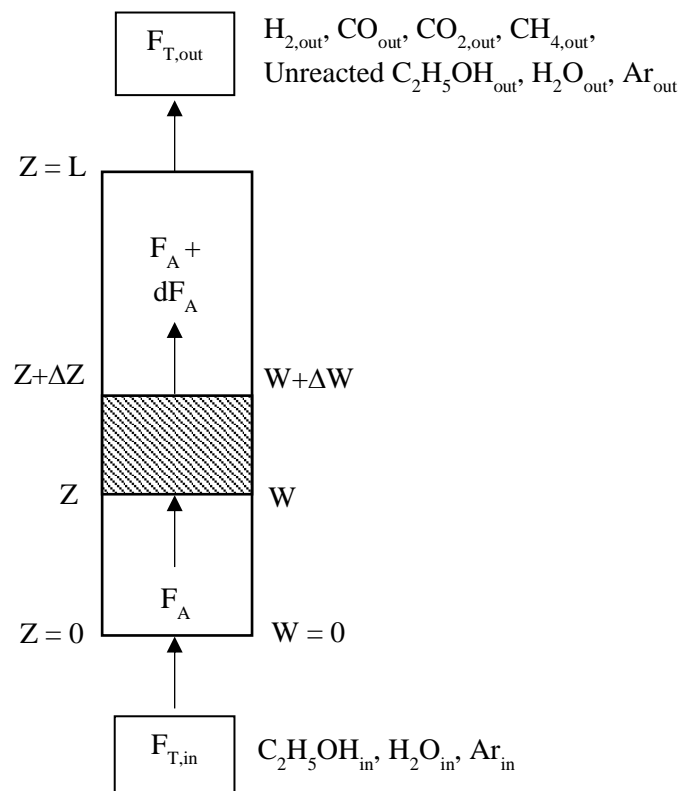 F_T,out
H_2,out, CO_out, CO_2,out, CH_4,out,
Unreacted C_2H_5OH_out, H_2O_out, Ar_out
Z = L
F_A +
dF_A
Z+ΔZ
W+ΔW
Z
W
F_A
Z = 0
W = 0
F_T,in
C_2H_5OH_in, H_2O_in, Ar_in